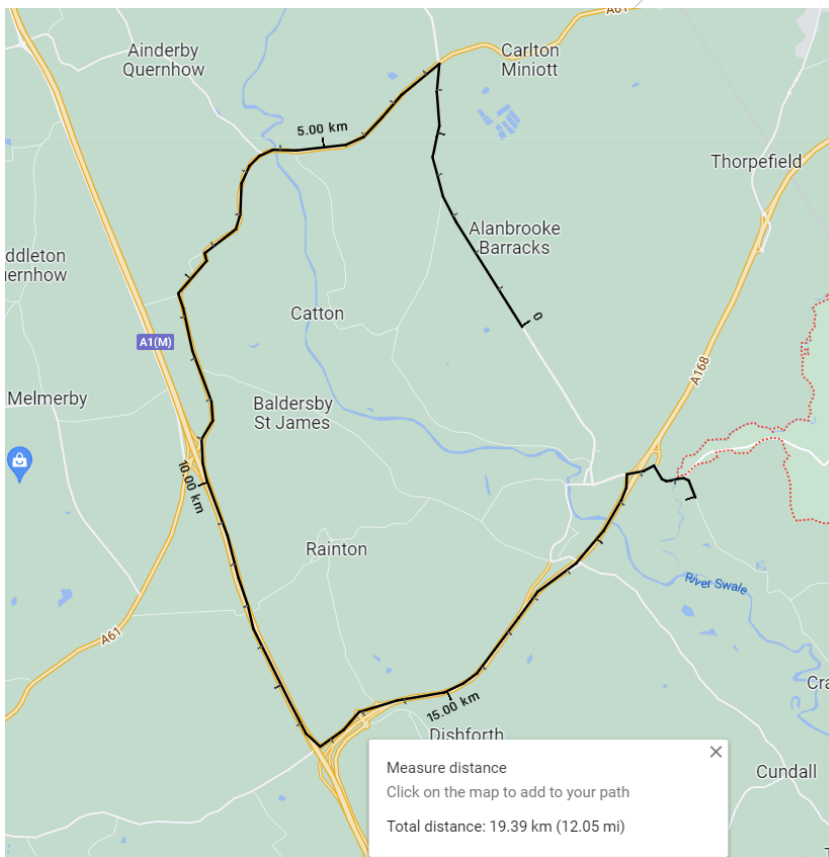 A61
Ainderby
Quernhow
Carlton
Miniott
5.00 km
Thorpefield
Alanbrooke
Barracks
ddleton
uernhow
Catton
0
A1(M)
A168
Melmerby
Baldersby
St James
10.00 km
Rainton
River Swale
A61
15.00 km
Cra
Dishforth
Cundall
Measure distance
Click on the map to add to your path
Total distance: 19.39 km (12.05 mi)